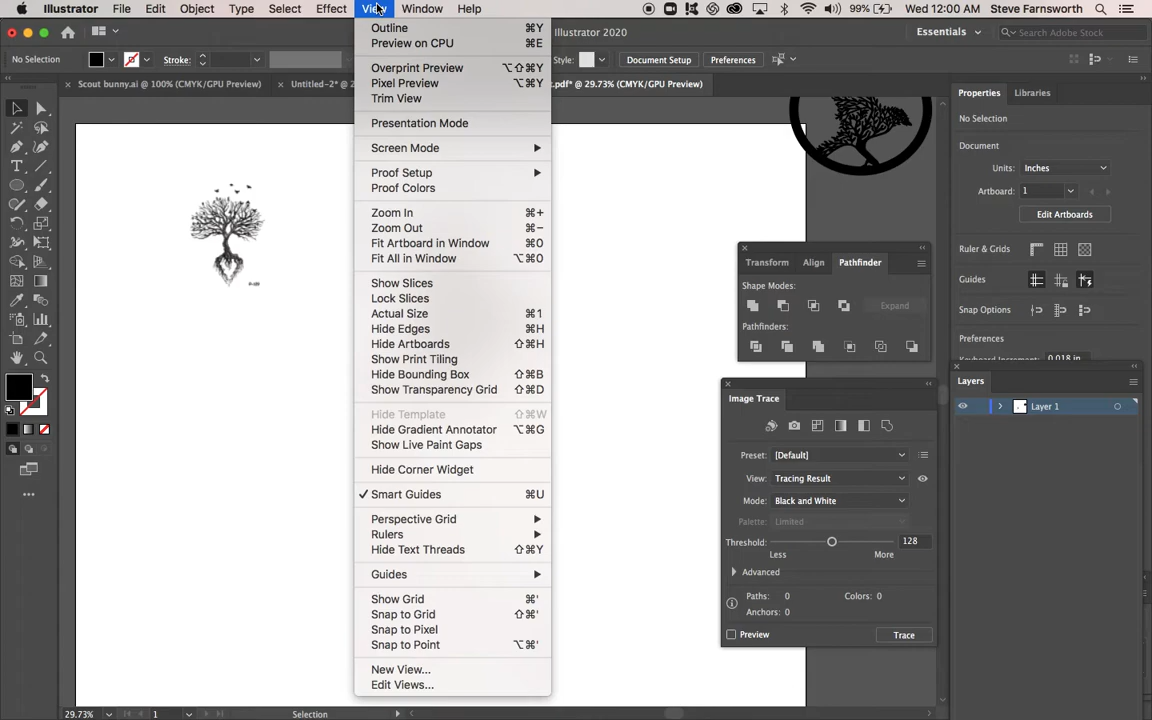 Illustrator File Edit Object Type Select Effect View Window Help 99% Wed 12:00 AM Steve Farnsworth
Illustrator 2020 Essentials Search Adobe Stock
No Selection Stroke: Style: Document Setup Preferences
Scout bunny.ai @ 100% (CMYK/GPU Preview) Untitled-2* @ 2 .pdf* @ 29.73% (CMYK/GPU Preview)
Outline ⌘Y
Preview on CPU ⌘E
Overprint Preview ⌥⇧⌘Y
Pixel Preview ⌥⌘Y
Trim View
Presentation Mode
Screen Mode
Proof Setup
Proof Colors
Zoom In ⌘+
Zoom Out ⌘−
Fit Artboard in Window ⌘0
Fit All in Window ⌥⌘0
Show Slices
Lock Slices
Actual Size ⌘1
Hide Edges ⌘H
Hide Artboards ⇧⌘H
Show Print Tiling
Hide Bounding Box ⇧⌘B
Show Transparency Grid ⇧⌘D
Hide Template ⇧⌘W
Hide Gradient Annotator ⌥⌘G
Show Live Paint Gaps
Hide Corner Widget
✓ Smart Guides ⌘U
Perspective Grid
Rulers
Hide Text Threads ⇧⌘Y
Guides
Show Grid ⌘'
Snap to Grid ⇧⌘'
Snap to Pixel
Snap to Point ⌥⌘'
New View...
Edit Views...
Transform Align Pathfinder
Shape Modes:
Expand
Pathfinders:
Image Trace
Preset: [Default]
View: Tracing Result
Mode: Black and White
Palette: Limited
Threshold: 128
Less More
Advanced
Paths: 0 Colors: 0
Anchors: 0
Preview Trace
Properties Libraries
No Selection
Document
Units: Inches
Artboard: 1
Edit Artboards
Ruler & Grids
Guides
Snap Options
Preferences
Keyboard Increment: 0.018 in
Layers
Layer 1
29.73% 1 Selection